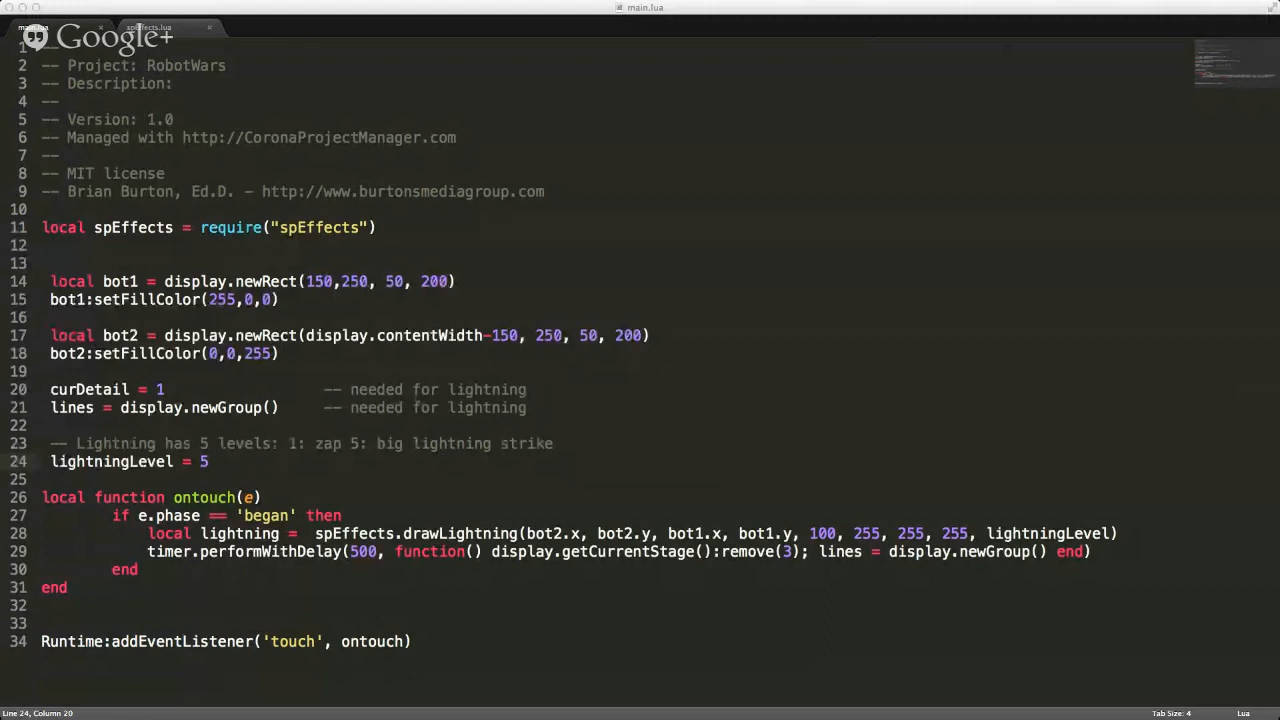 main.lua
main.lua
spEffects.lua
Google+
1 --
2 -- Project: RobotWars
3 -- Description:
4 --
5 -- Version: 1.0
6 -- Managed with http://CoronaProjectManager.com
7 --
8 -- MIT license
9 -- Brian Burton, Ed.D. - http://www.burtonsmediagroup.com
10
11 local spEffects = require("spEffects")
12
13
14 local bot1 = display.newRect(150,250, 50, 200)
15 bot1:setFillColor(255,0,0)
16
17 local bot2 = display.newRect(display.contentWidth-150, 250, 50, 200)
18 bot2:setFillColor(0,0,255)
19
20 curDetail = 1 -- needed for lightning
21 lines = display.newGroup() -- needed for lightning
22
23 -- Lightning has 5 levels: 1: zap 5: big lightning strike
24 lightningLevel = 5
25
26 local function ontouch(e)
27 if e.phase == 'began' then
28 local lightning = spEffects.drawLightning(bot2.x, bot2.y, bot1.x, bot1.y, 100, 255, 255, 255, lightningLevel)
29 timer.performWithDelay(500, function() display.getCurrentStage():remove(3); lines = display.newGroup() end)
30 end
31 end
32
33
34 Runtime:addEventListener('touch', ontouch)
Line 24, Column 20
Tab Size: 4
Lua